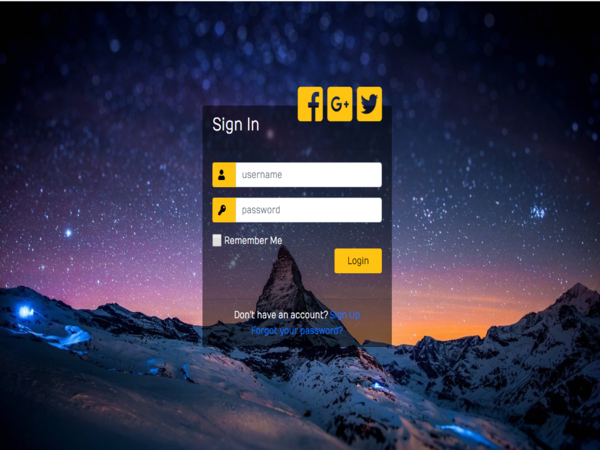 Sign In
username
password
Remember Me
Login
Don't have an account? Sign Up
Forgot your password?